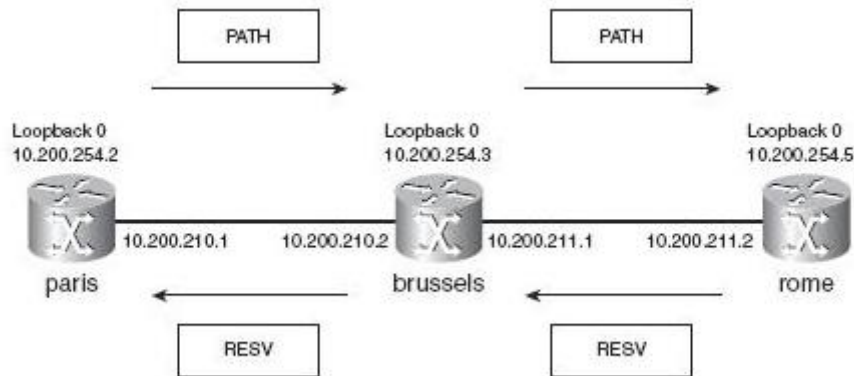 PATH
PATH
Loopback 0
10.200.254.2
Loopback 0
10.200.254.3
Loopback 0
10.200.254.5
10.200.210.1
10.200.210.2
10.200.211.1
10.200.211.2
paris
brussels
rome
RESV
RESV